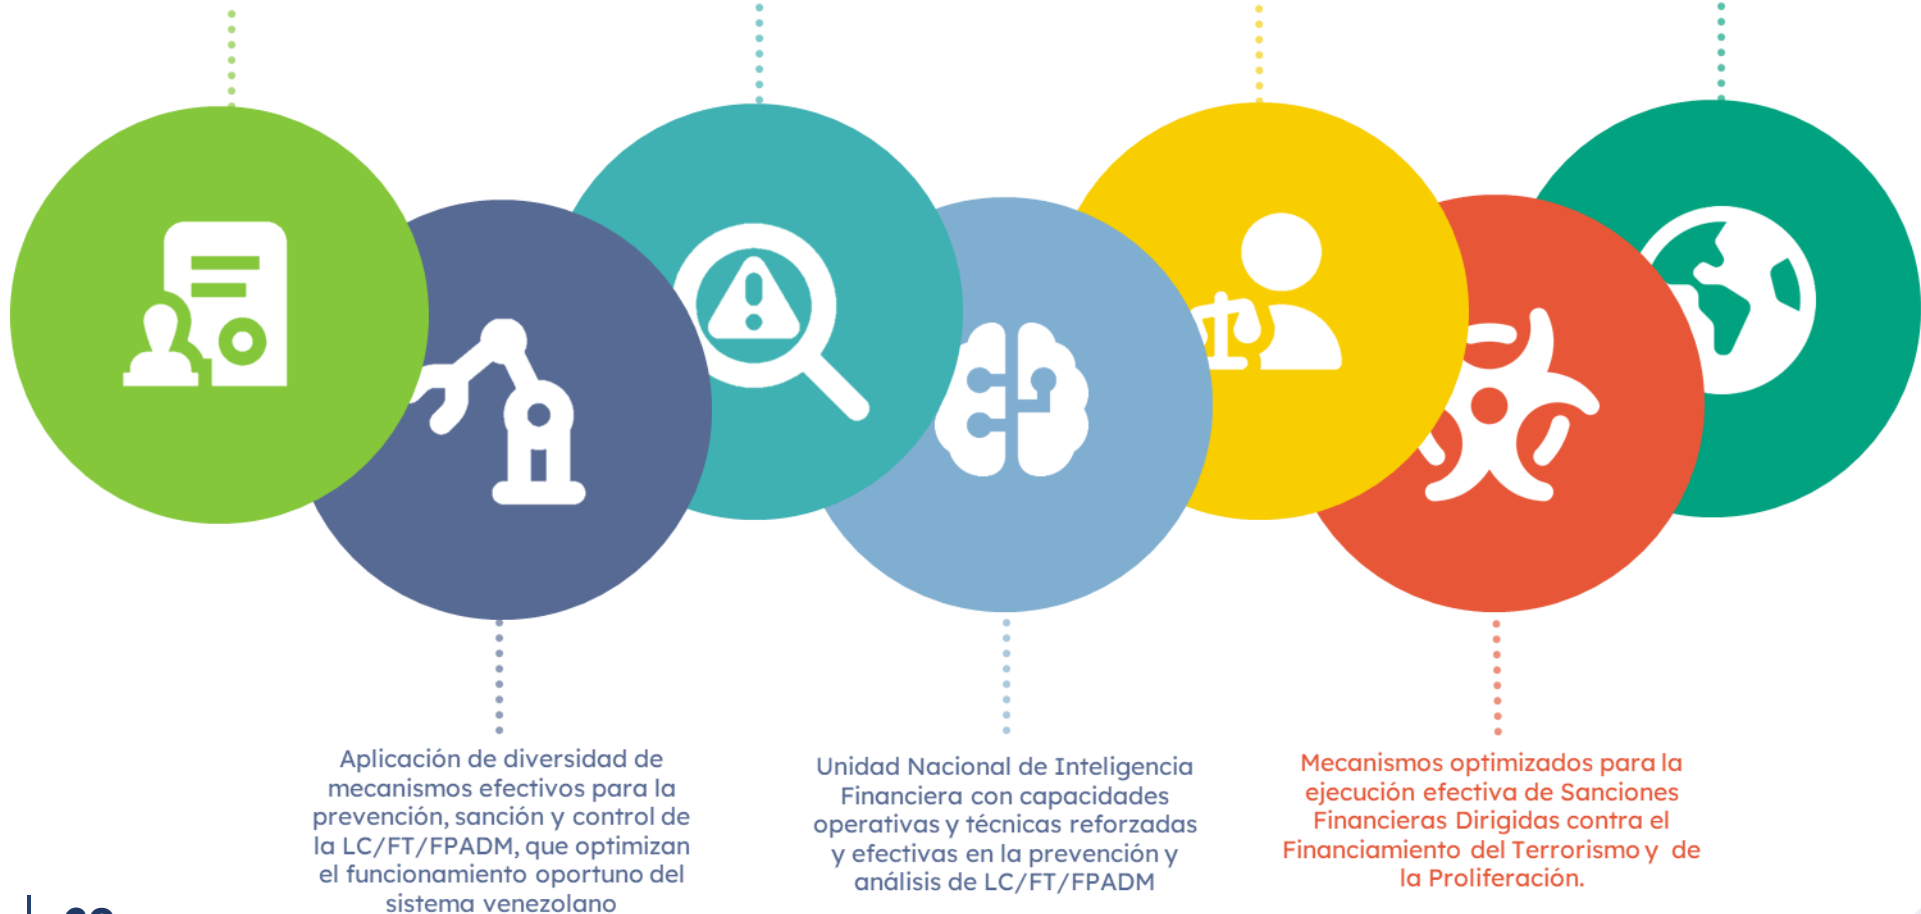 Aplicación de diversidad de
mecanismos efectivos para la
prevención, sanción y control de
la LC/FT/FPADM, que optimizan
el funcionamiento oportuno del
sistema venezolano
Unidad Nacional de Inteligencia
Financiera con capacidades
operativas y técnicas reforzadas
y efectivas en la prevención y
análisis de LC/FT/FPADM
Mecanismos optimizados para la
ejecución efectiva de Sanciones
Financieras Dirigidas contra el
Financiamiento del Terrorismo y de
la Proliferación.